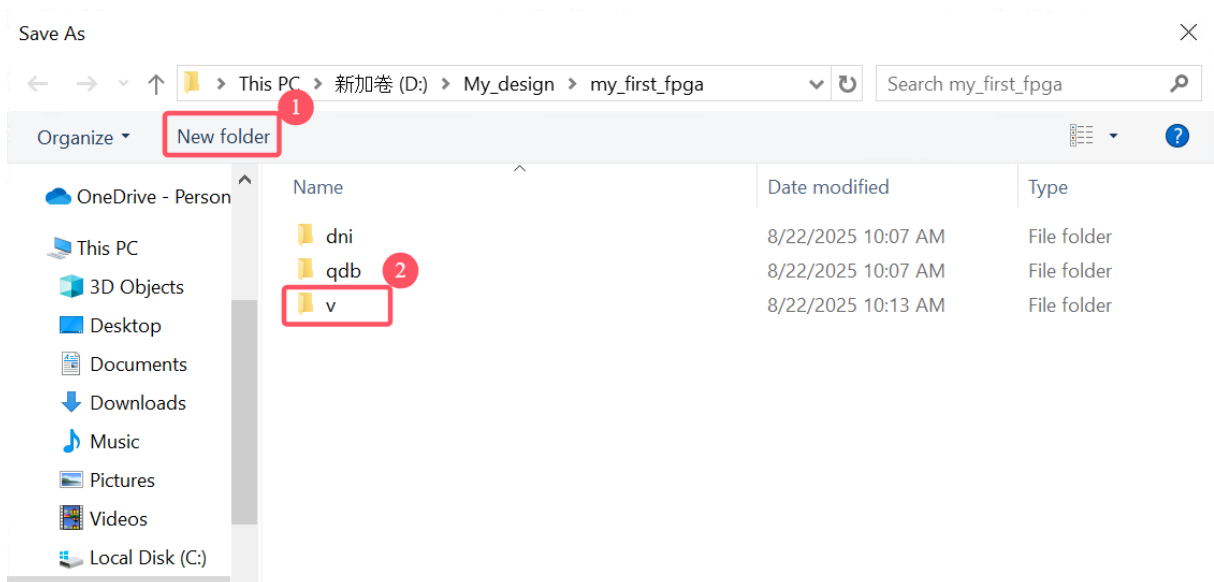 Save As
This PC > 新加卷 (D:) > My_design > my_first_fpga
Search my_first_fpga
1
Organize
New folder
?
OneDrive - Person
This PC
3D Objects
Desktop
Documents
Downloads
Music
Pictures
Videos
Local Disk (C:)
Name Date modified Type
dni 8/22/2025 10:07 AM File folder
qdb 2 8/22/2025 10:07 AM File folder
v 8/22/2025 10:13 AM File folder